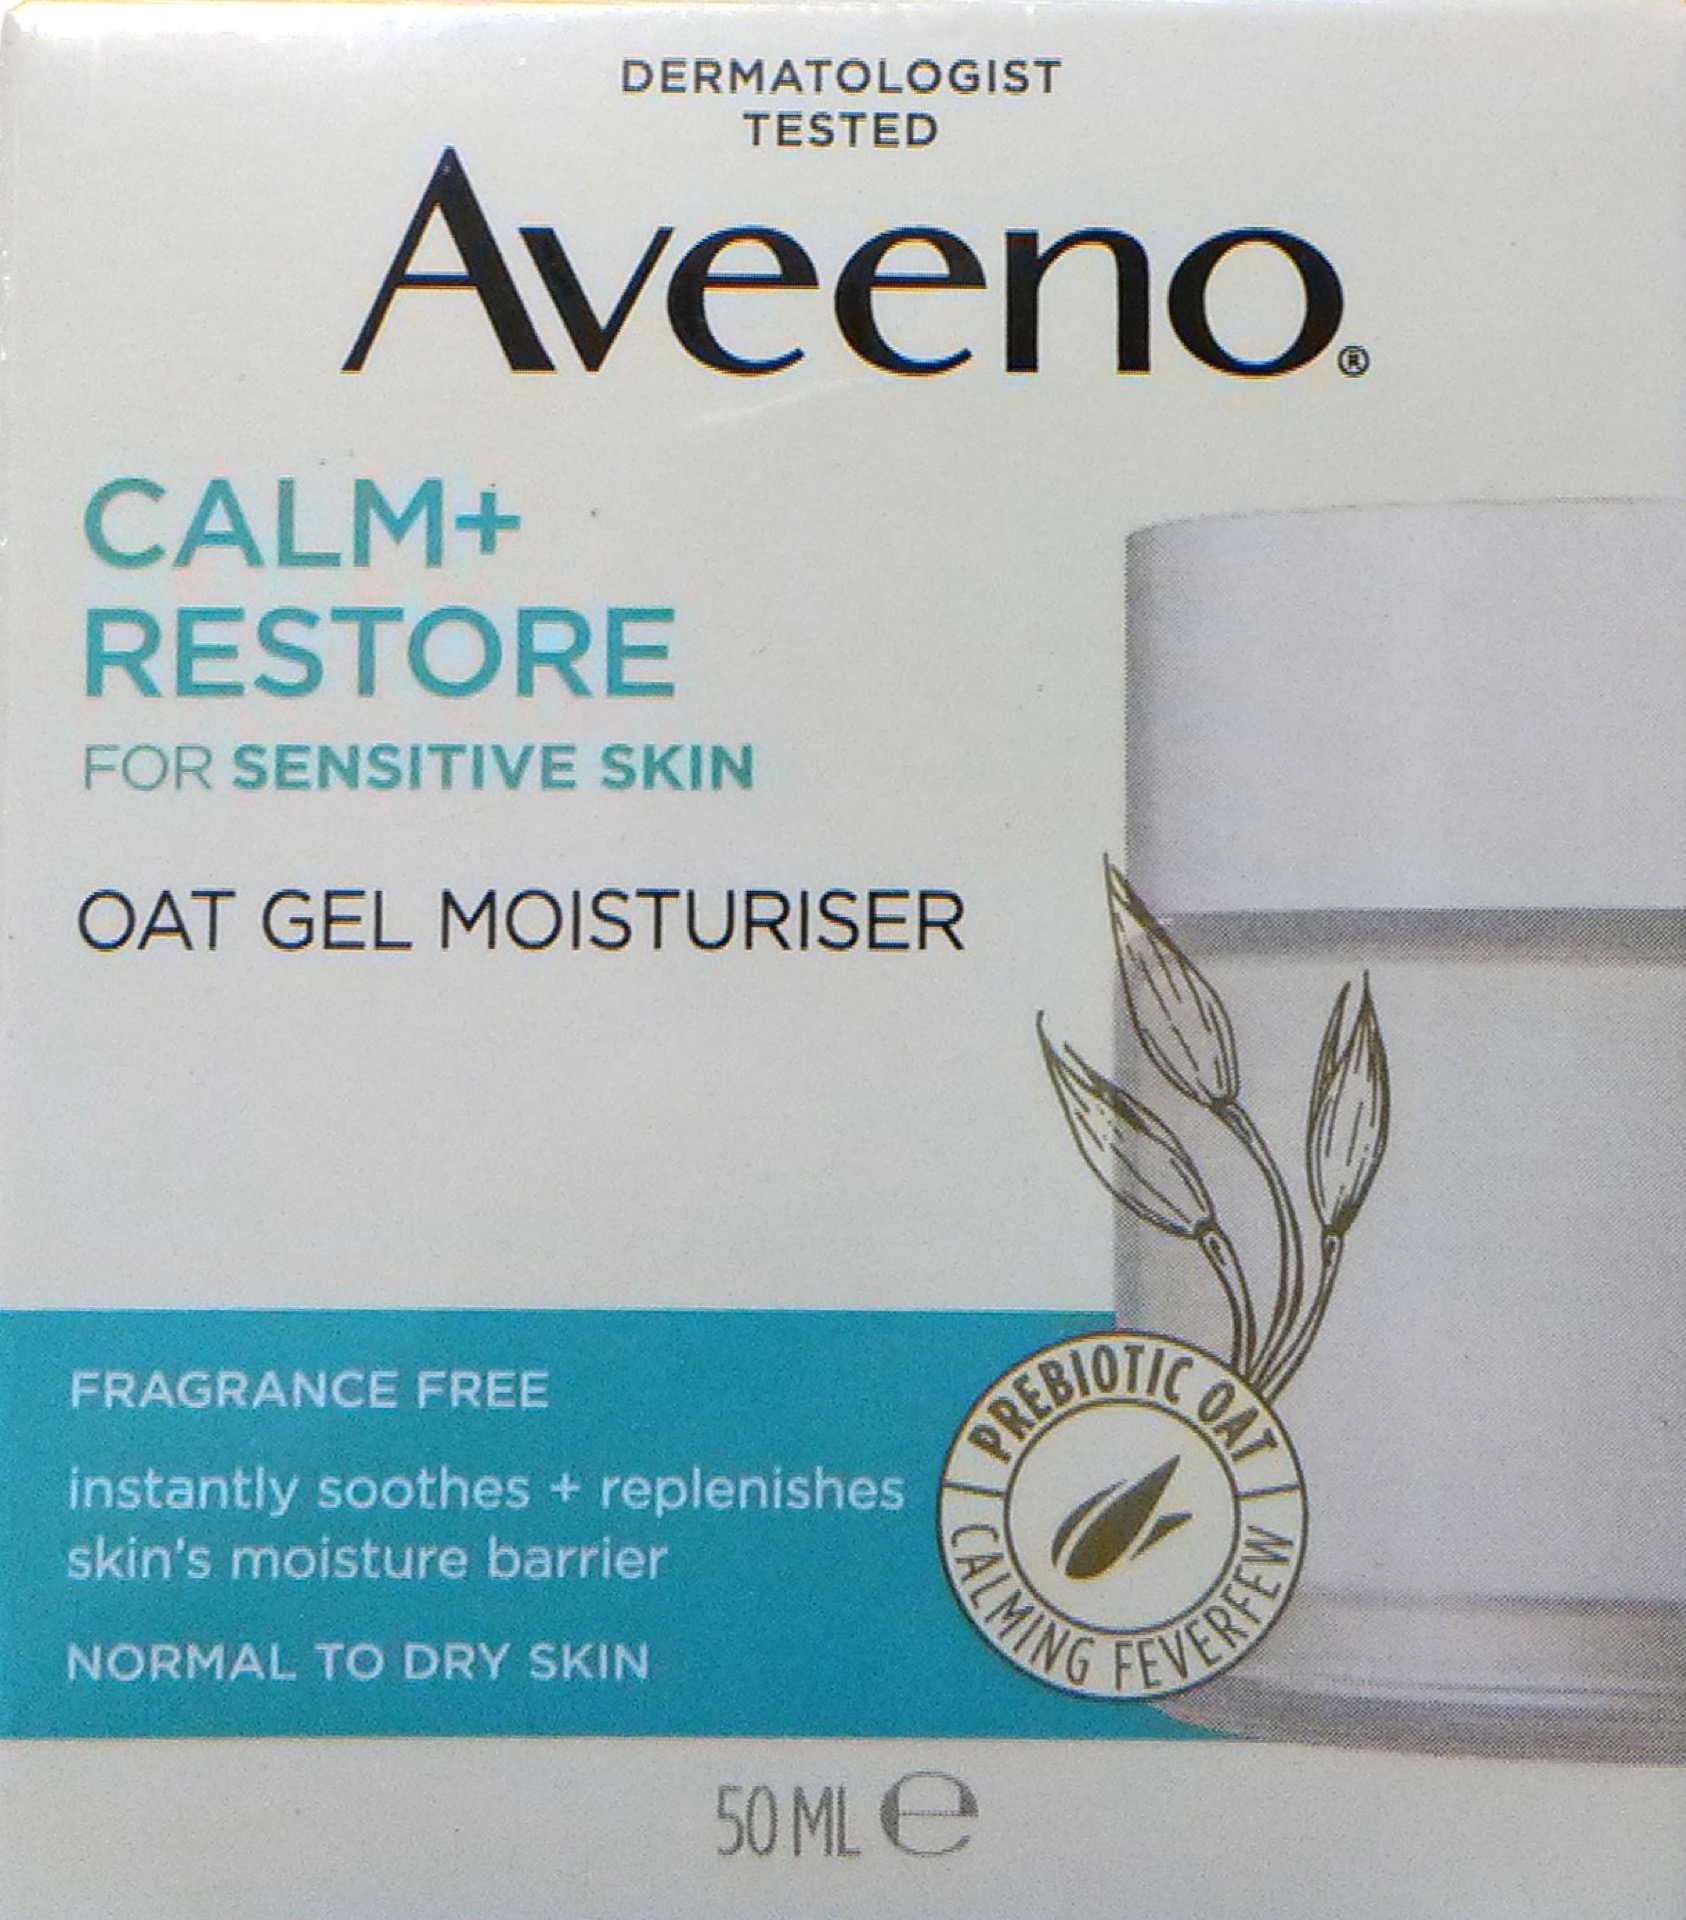 DERMATOLOGIST
TESTED
Aveeno®
CALM+
RESTORE
FOR SENSITIVE SKIN
OAT GEL MOISTURISER
FRAGRANCE FREE
instantly soothes + replenishes
skin's moisture barrier
NORMAL TO DRY SKIN
PREBIOTIC OAT
CALMING FEVERFEW
50 ML ℮